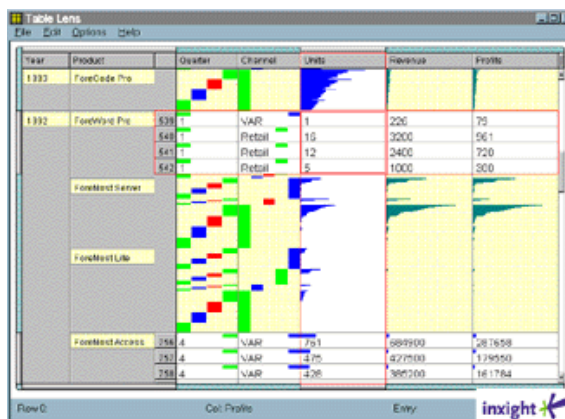 Table Lens
File Edit Options Help
Year Product Quarter Channel Units Revenue Profits
1993 ForeCode Pro
1992 ForeWord Pro 539 1 VAR 1 226 79
540 1 Retail 16 3200 961
541 1 Retail 12 2400 720
542 1 Retail 5 1000 300
ForeMost Server
ForeMost Lite
ForeMost Access 756 4 VAR 761 684900 287658
757 4 VAR 475 427500 179550
758 4 VAR 428 385200 161784
Row 0: Col: Profits Entry
inxight